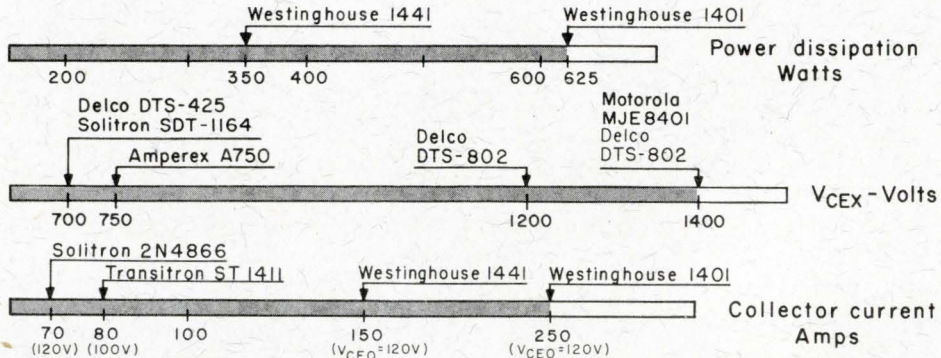 Westinghouse 1441
Westinghouse 1401
Power dissipation
Watts
200
350
400
600
625
Delco DTS-425
Solitron SDT-1164
Amperex A750
Delco
DTS-802
Motorola
MJE8401
Delco
DTS-802
VCEX-Volts
700
750
1200
1400
Solitron 2N4866
Transitron ST 1411
Westinghouse 1441
Westinghouse 1401
Collector current
Amps
70
80
100
150
250
(120V)
(100V)
(VCEO=120V)
(VCEO=120V)